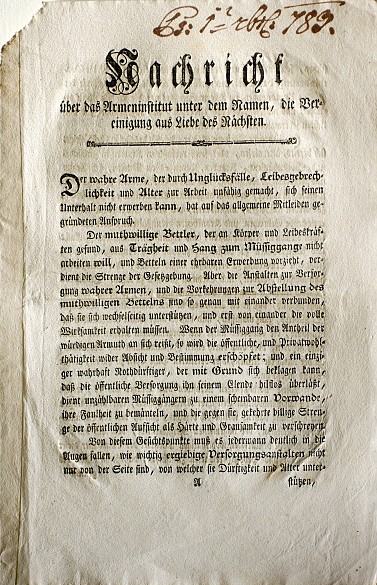 783.
Nachricht
über das Armeninstitut unter dem Namen, die Ver-
einigung aus Liebe des Nächsten.
Der wahre Arme, der durch Unglücksfälle, Leibesgebrech-
lichkeit und Alter zur Arbeit unfähig gemacht, sich seinen
Unterhalt nicht erwerben kann, hat auf das allgemeine Mitleiden ge-
gründeten Anspruch.
Der muthwillige Bettler, der an Körper und Leibeskräf-
ten gesund, aus Trägheit und Hang zum Müssiggange nicht
arbeiten will, und Betteln einer ehrbaren Erwerbung vorzieht, ver-
dient die Strenge der Gesetzgebung. Aber die Anstalten zur Versor-
gung wahrer Armen, und die Vorkehrungen zur Abstellung des
muthwilligen Bettelns sind so genau mit einander verbunden,
daß sie sich wechselseitig unterstützen, und erst von einander die volle
Wirksamkeit erhalten müssen. Wenn der Müssiggang den Antheil der
würdigen Armuth an sich reißt, so wird die öffentliche, und Privatwohl-
thätigkeit wider Absicht und Bestimmung erschöpfet; und ein einzi-
ger wahrhaft Nothdürftiger, der mit Grund sich beklagen kann,
daß die öffentliche Versorgung ihn seinem Elende hilflos überläßt,
dient unzählbaren Müssiggängern zu einem scheinbaren Vorwande,
ihre Faulheit zu bemänteln, und die gegen sie gekehrte billige Stren-
ge der öffentlichen Aufsicht als Härte und Grausamkeit zu verschreyen.
Von diesem Gesichtspunkte muß es jedermann deutlich in die
Augen fallen, wie wichtig ergiebige Versorgungsanstalten nicht
nur von der Seite sind, von welcher sie Dürftigkeit und Alter unter-
A stützen,